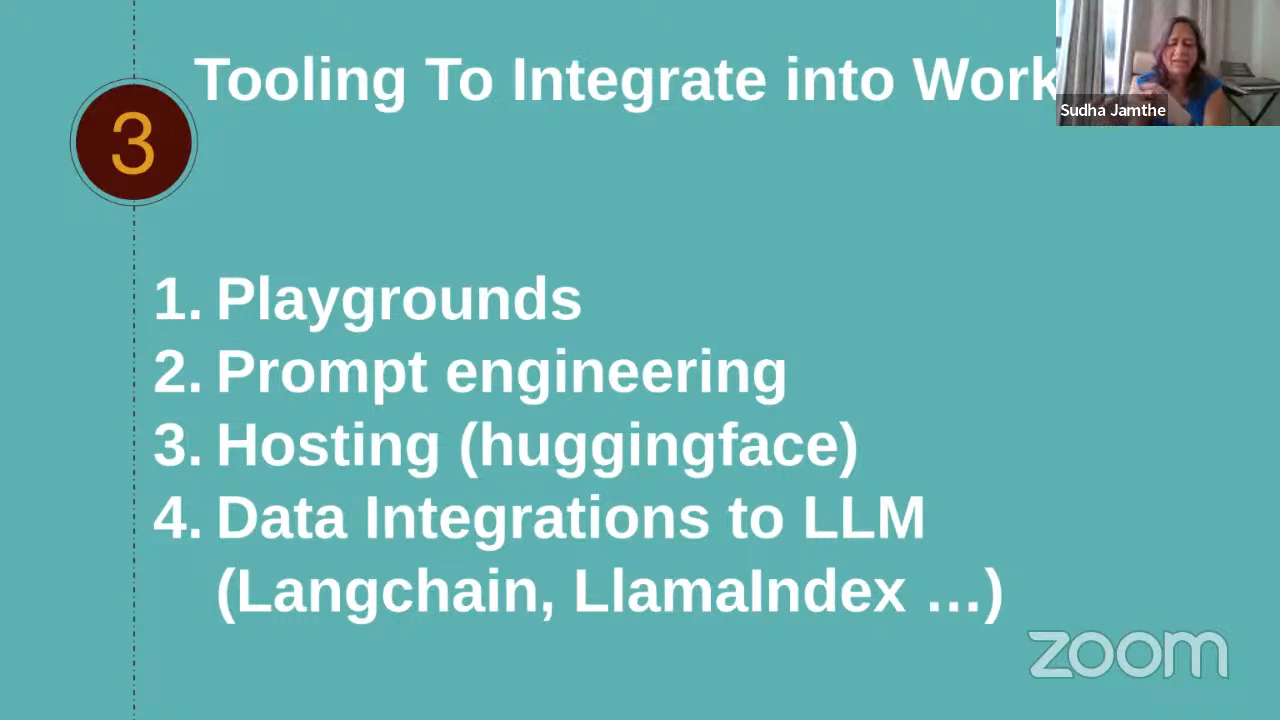 Tooling To Integrate into Work
Sudha Jamthe
3
1. Playgrounds
2. Prompt engineering
3. Hosting (huggingface)
4. Data Integrations to LLM
(Langchain, LlamaIndex ...)
zoom